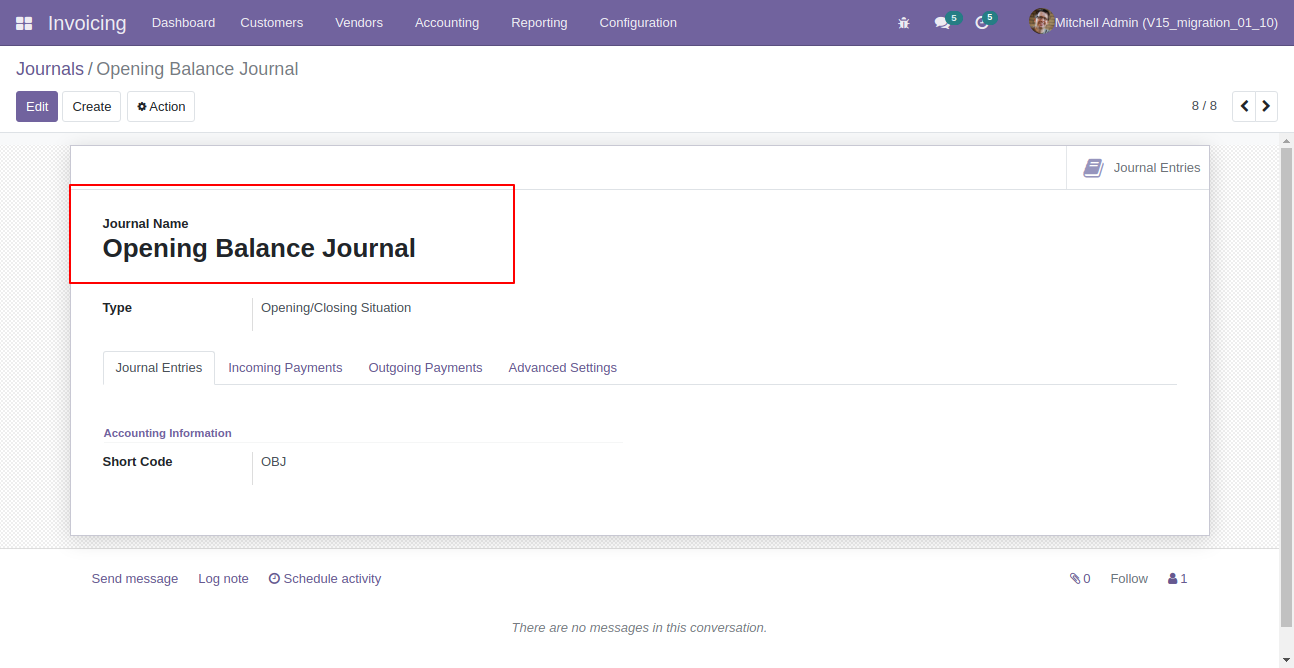 Invoicing Dashboard Customers Vendors Accounting Reporting Configuration 5 5 Mitchell Admin (V15_migration_01_10)
Journals / Opening Balance Journal
Edit Create Action 8 / 8
Journal Entries
Journal Name
Opening Balance Journal
Type Opening/Closing Situation
Journal Entries Incoming Payments Outgoing Payments Advanced Settings
Accounting Information
Short Code OBJ
Send message Log note Schedule activity 0 Follow 1
There are no messages in this conversation.